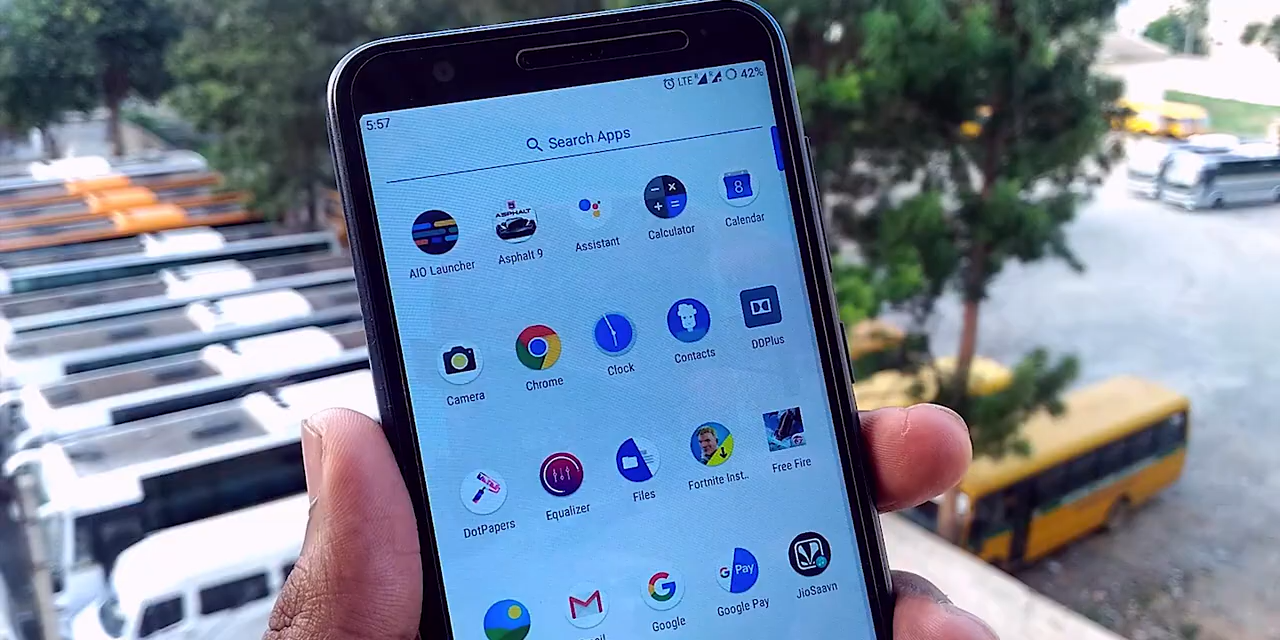 5:57
LTE 42%
Search Apps
AIO Launcher
ASPHALT
Asphalt 9
Assistant
Calculator
8
Calendar
Camera
Chrome
Clock
Contacts
DDPlus
DotPapers
Equalizer
Files
Fortnite Inst..
Free Fire
Google
G Pay
Google Pay
JioSaavn